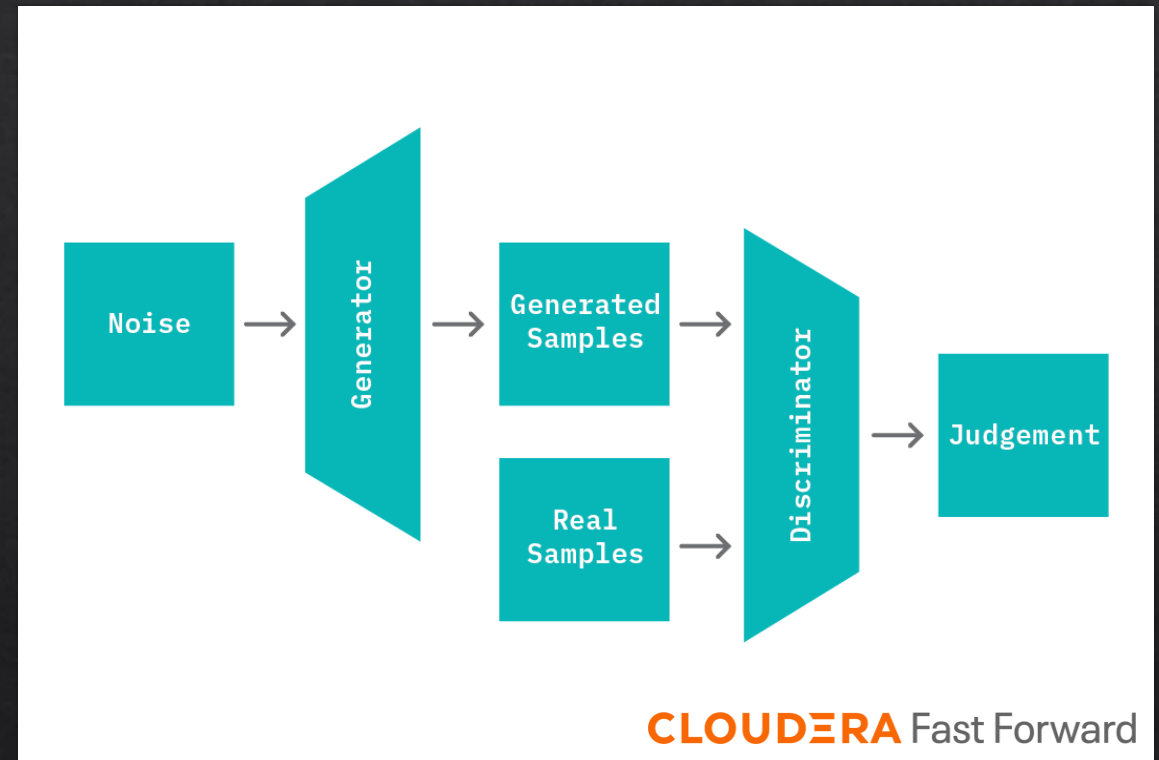 Noise
Generator
Generated
Samples
Real
Samples
Discriminator
Judgement
CLOUDERA Fast Forward